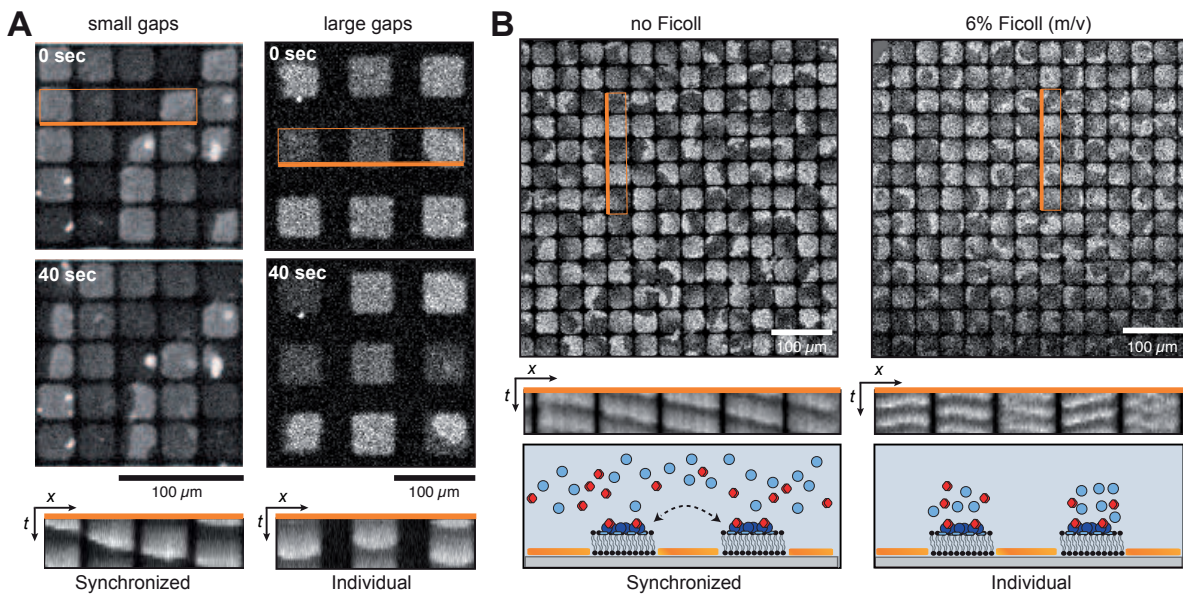 A
small gaps
large gaps
0 sec
0 sec
40 sec
40 sec
100 µm
100 µm
x
t
x
t
Synchronized
Individual
B
no Ficoll
6% Ficoll (m/v)
100 µm
100 µm
x
t
x
t
Synchronized
Individual